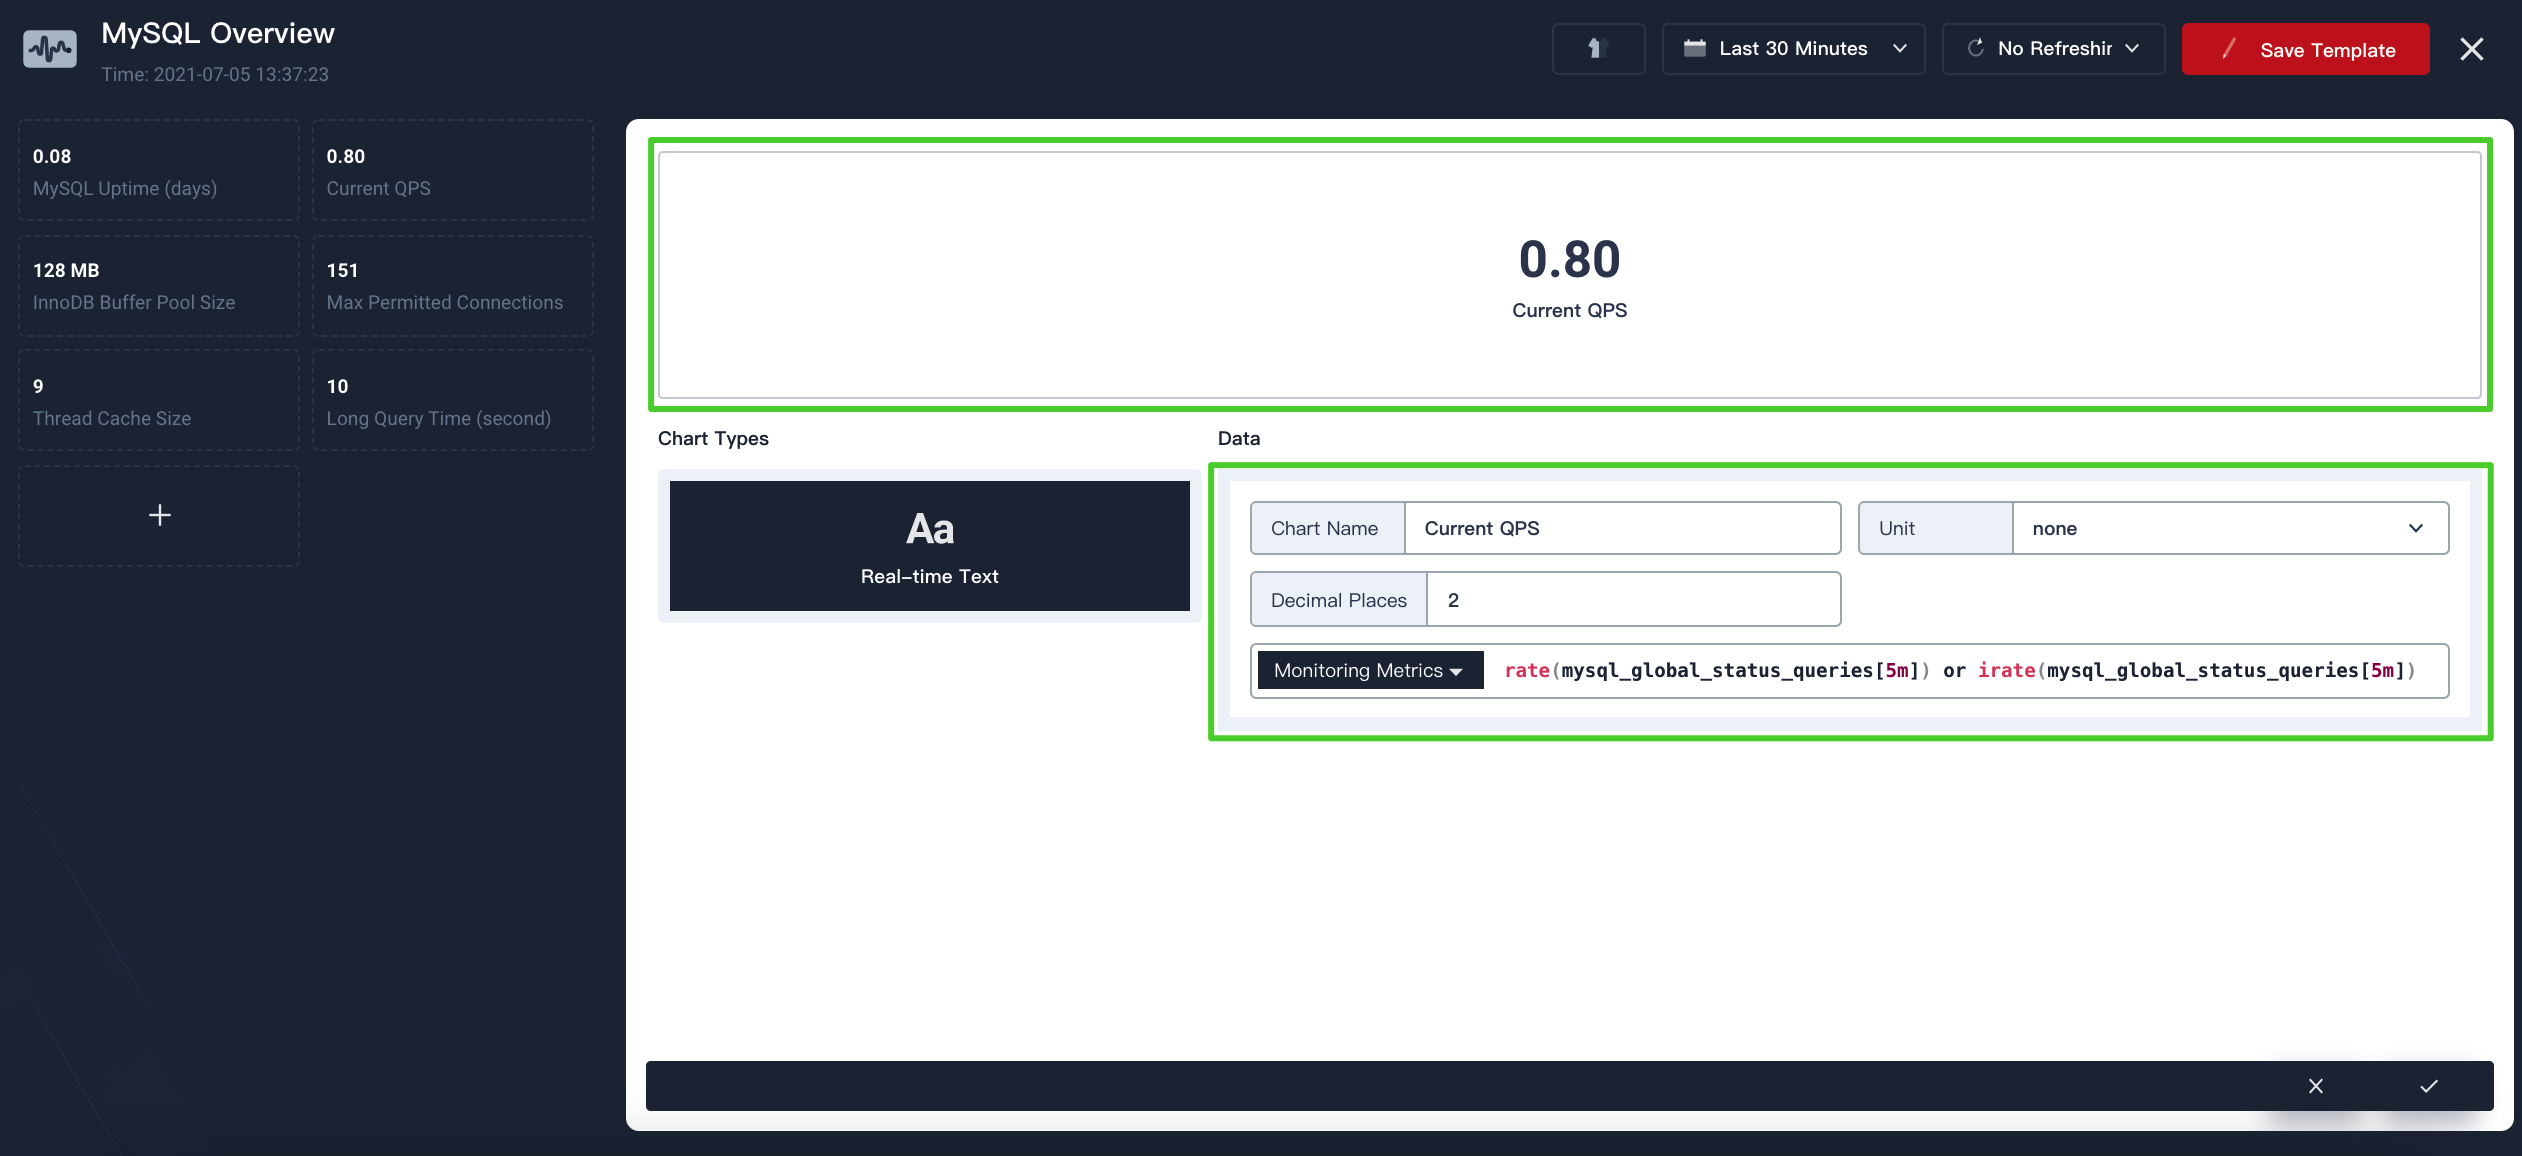 MySQL Overview
Time: 2021-07-05 13:37:23
Last 30 Minutes
No Refreshir
Save Template
0.08
MySQL Uptime (days)
0.80
Current QPS
128 MB
InnoDB Buffer Pool Size
151
Max Permitted Connections
9
Thread Cache Size
10
Long Query Time (second)
0.80
Current QPS
Chart Types
Aa
Real-time Text
Data
Chart Name Current QPS
Unit none
Decimal Places 2
Monitoring Metrics rate(mysql_global_status_queries[5m]) or irate(mysql_global_status_queries[5m])